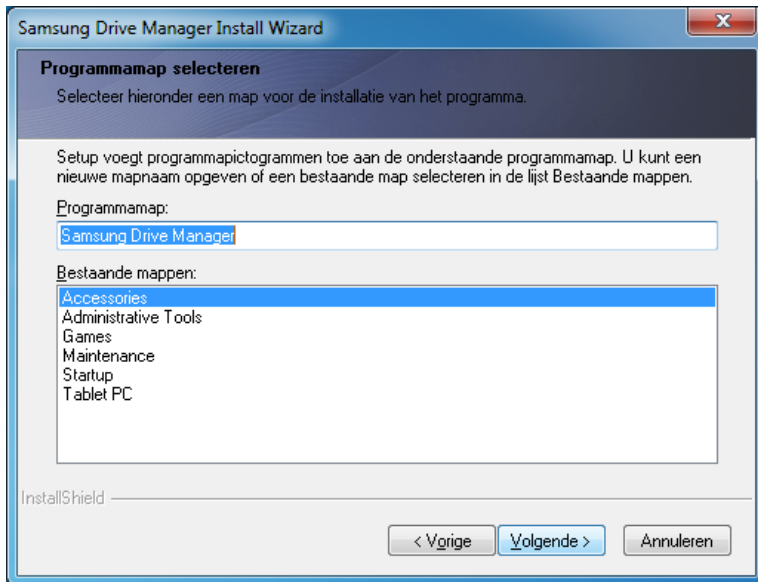 Samsung Drive Manager Install Wizard
Programmamap selecteren
Selecteer hieronder een map voor de installatie van het programma.
Setup voegt programmapictogrammen toe aan de onderstaande programmamap. U kunt een
nieuwe mapnaam opgeven of een bestaande map selecteren in de lijst Bestaande mappen.
Programmamap:
Samsung Drive Manager
Bestaande mappen:
Accessories
Administrative Tools
Games
Maintenance
Startup
Tablet PC
InstallShield
< Vorige
Volgende >
Annuleren